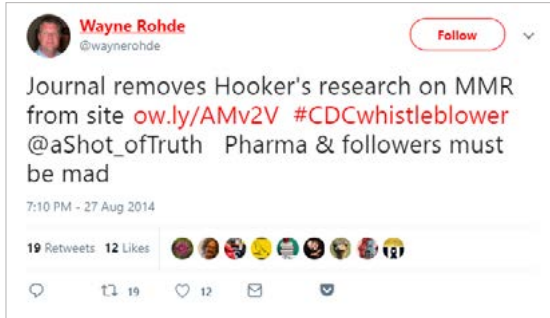 Wayne Rohde
@waynerohde
Follow
Journal removes Hooker's research on MMR
from site ow.ly/AMv2V #CDCwhistleblower
@aShot_ofTruth Pharma & followers must
be mad
7:10 PM - 27 Aug 2014
19 Retweets 12 Likes
19 12